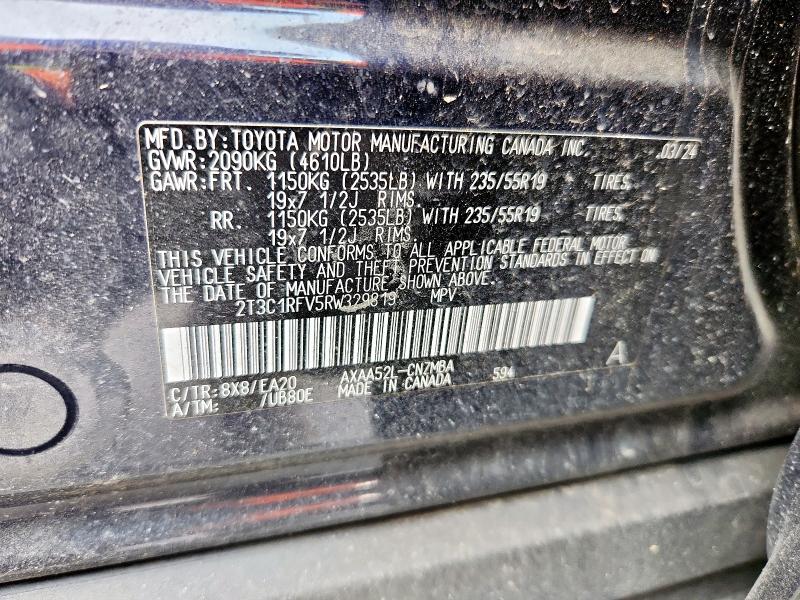 MFD.BY:TOYOTA MOTOR MANUFACTURING CANADA INC. 03/24
GVWR:2090KG (4610LB)
GAWR:FRT. 1150KG (2535LB) WITH 235/55R19 TIRES,
19x7 1/2J RIMS,
RR. 1150KG (2535LB) WITH 235/55R19 TIRES,
19x7 1/2J RIMS
THIS VEHICLE CONFORMS TO ALL APPLICABLE FEDERAL MOTOR
VEHICLE SAFETY AND THEFT PREVENTION STANDARDS IN EFFECT ON
THE DATE OF MANUFACTURE SHOWN ABOVE.
2T3C1RFV5RW329819 MPV
A
C/TR:8X8/EA20 AXAA52L-CNZMBA 594
A/TM: /UB80E MADE IN CANADA